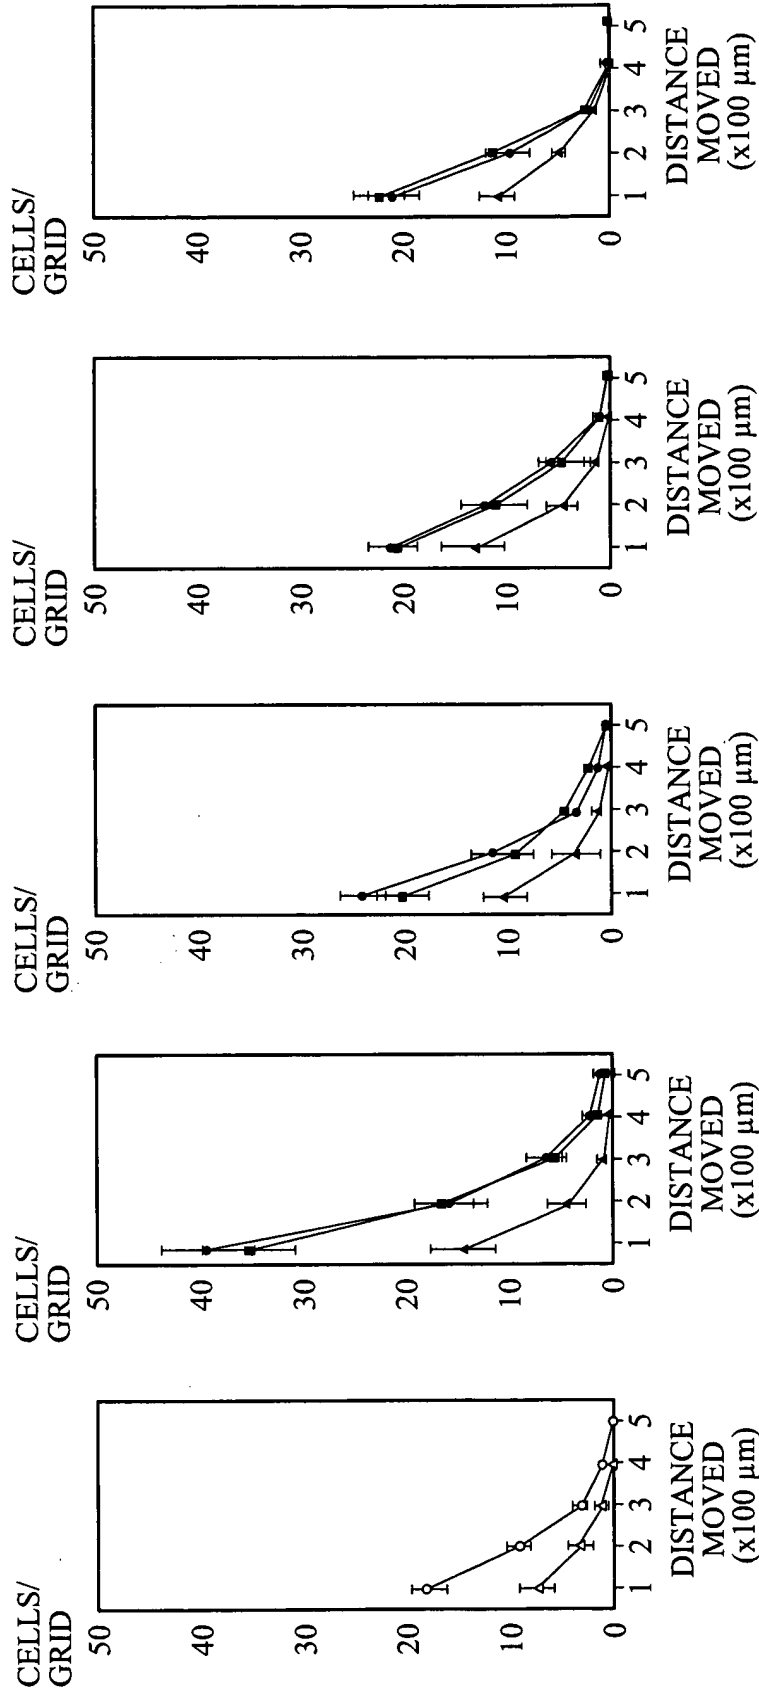 CELLS/
GRID
50
40
30
20
10
0
1 2 3 4 5
DISTANCE
MOVED
(x100 µm)
CELLS/
GRID
50
40
30
20
10
0
1 2 3 4 5
DISTANCE
MOVED
(x100 µm)
CELLS/
GRID
50
40
30
20
10
0
1 2 3 4 5
DISTANCE
MOVED
(x100 µm)
CELLS/
GRID
50
40
30
20
10
0
1 2 3 4 5
DISTANCE
MOVED
(x100 µm)
CELLS/
GRID
50
40
30
20
10
0
1 2 3 4 5
DISTANCE
MOVED
(x100 µm)